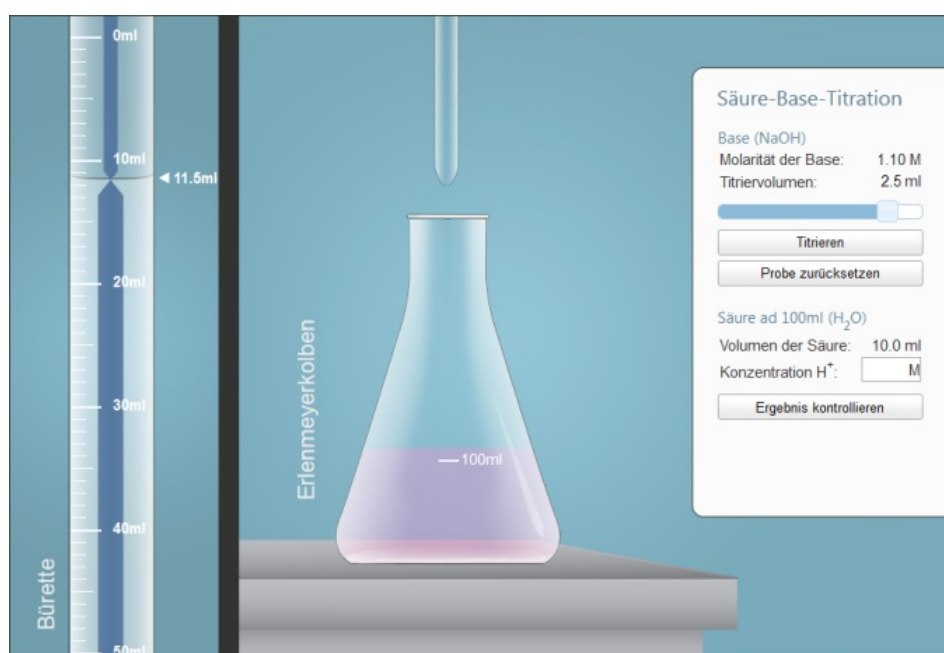 0ml
10ml
◄ 11.5ml
20ml
30ml
40ml
50ml
Bürette
Erlenmeyerkolben
100ml
Säure-Base-Titration
Base (NaOH)
Molarität der Base: 1.10 M
Titriervolumen: 2.5 ml
Titrieren
Probe zurücksetzen
Säure ad 100ml (H₂O)
Volumen der Säure: 10.0 ml
Konzentration H⁺: M
Ergebnis kontrollieren